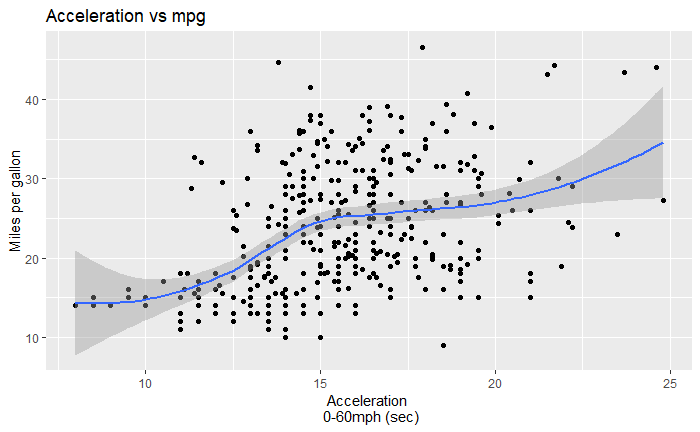 Acceleration vs mpg
Miles per gallon
40
30
20
10
10 15 20 25
Acceleration
0-60mph (sec)